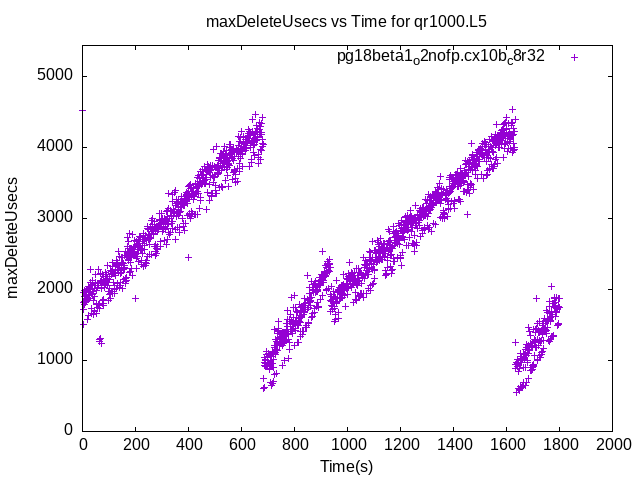 maxDeleteUsecs vs Time for qr1000.L5
pg18beta1o2nofp.cx10bc8r32
maxDeleteUsecs
5000
4000
3000
2000
1000
0
0 200 400 600 800 1000 1200 1400 1600 1800 2000
Time(s)